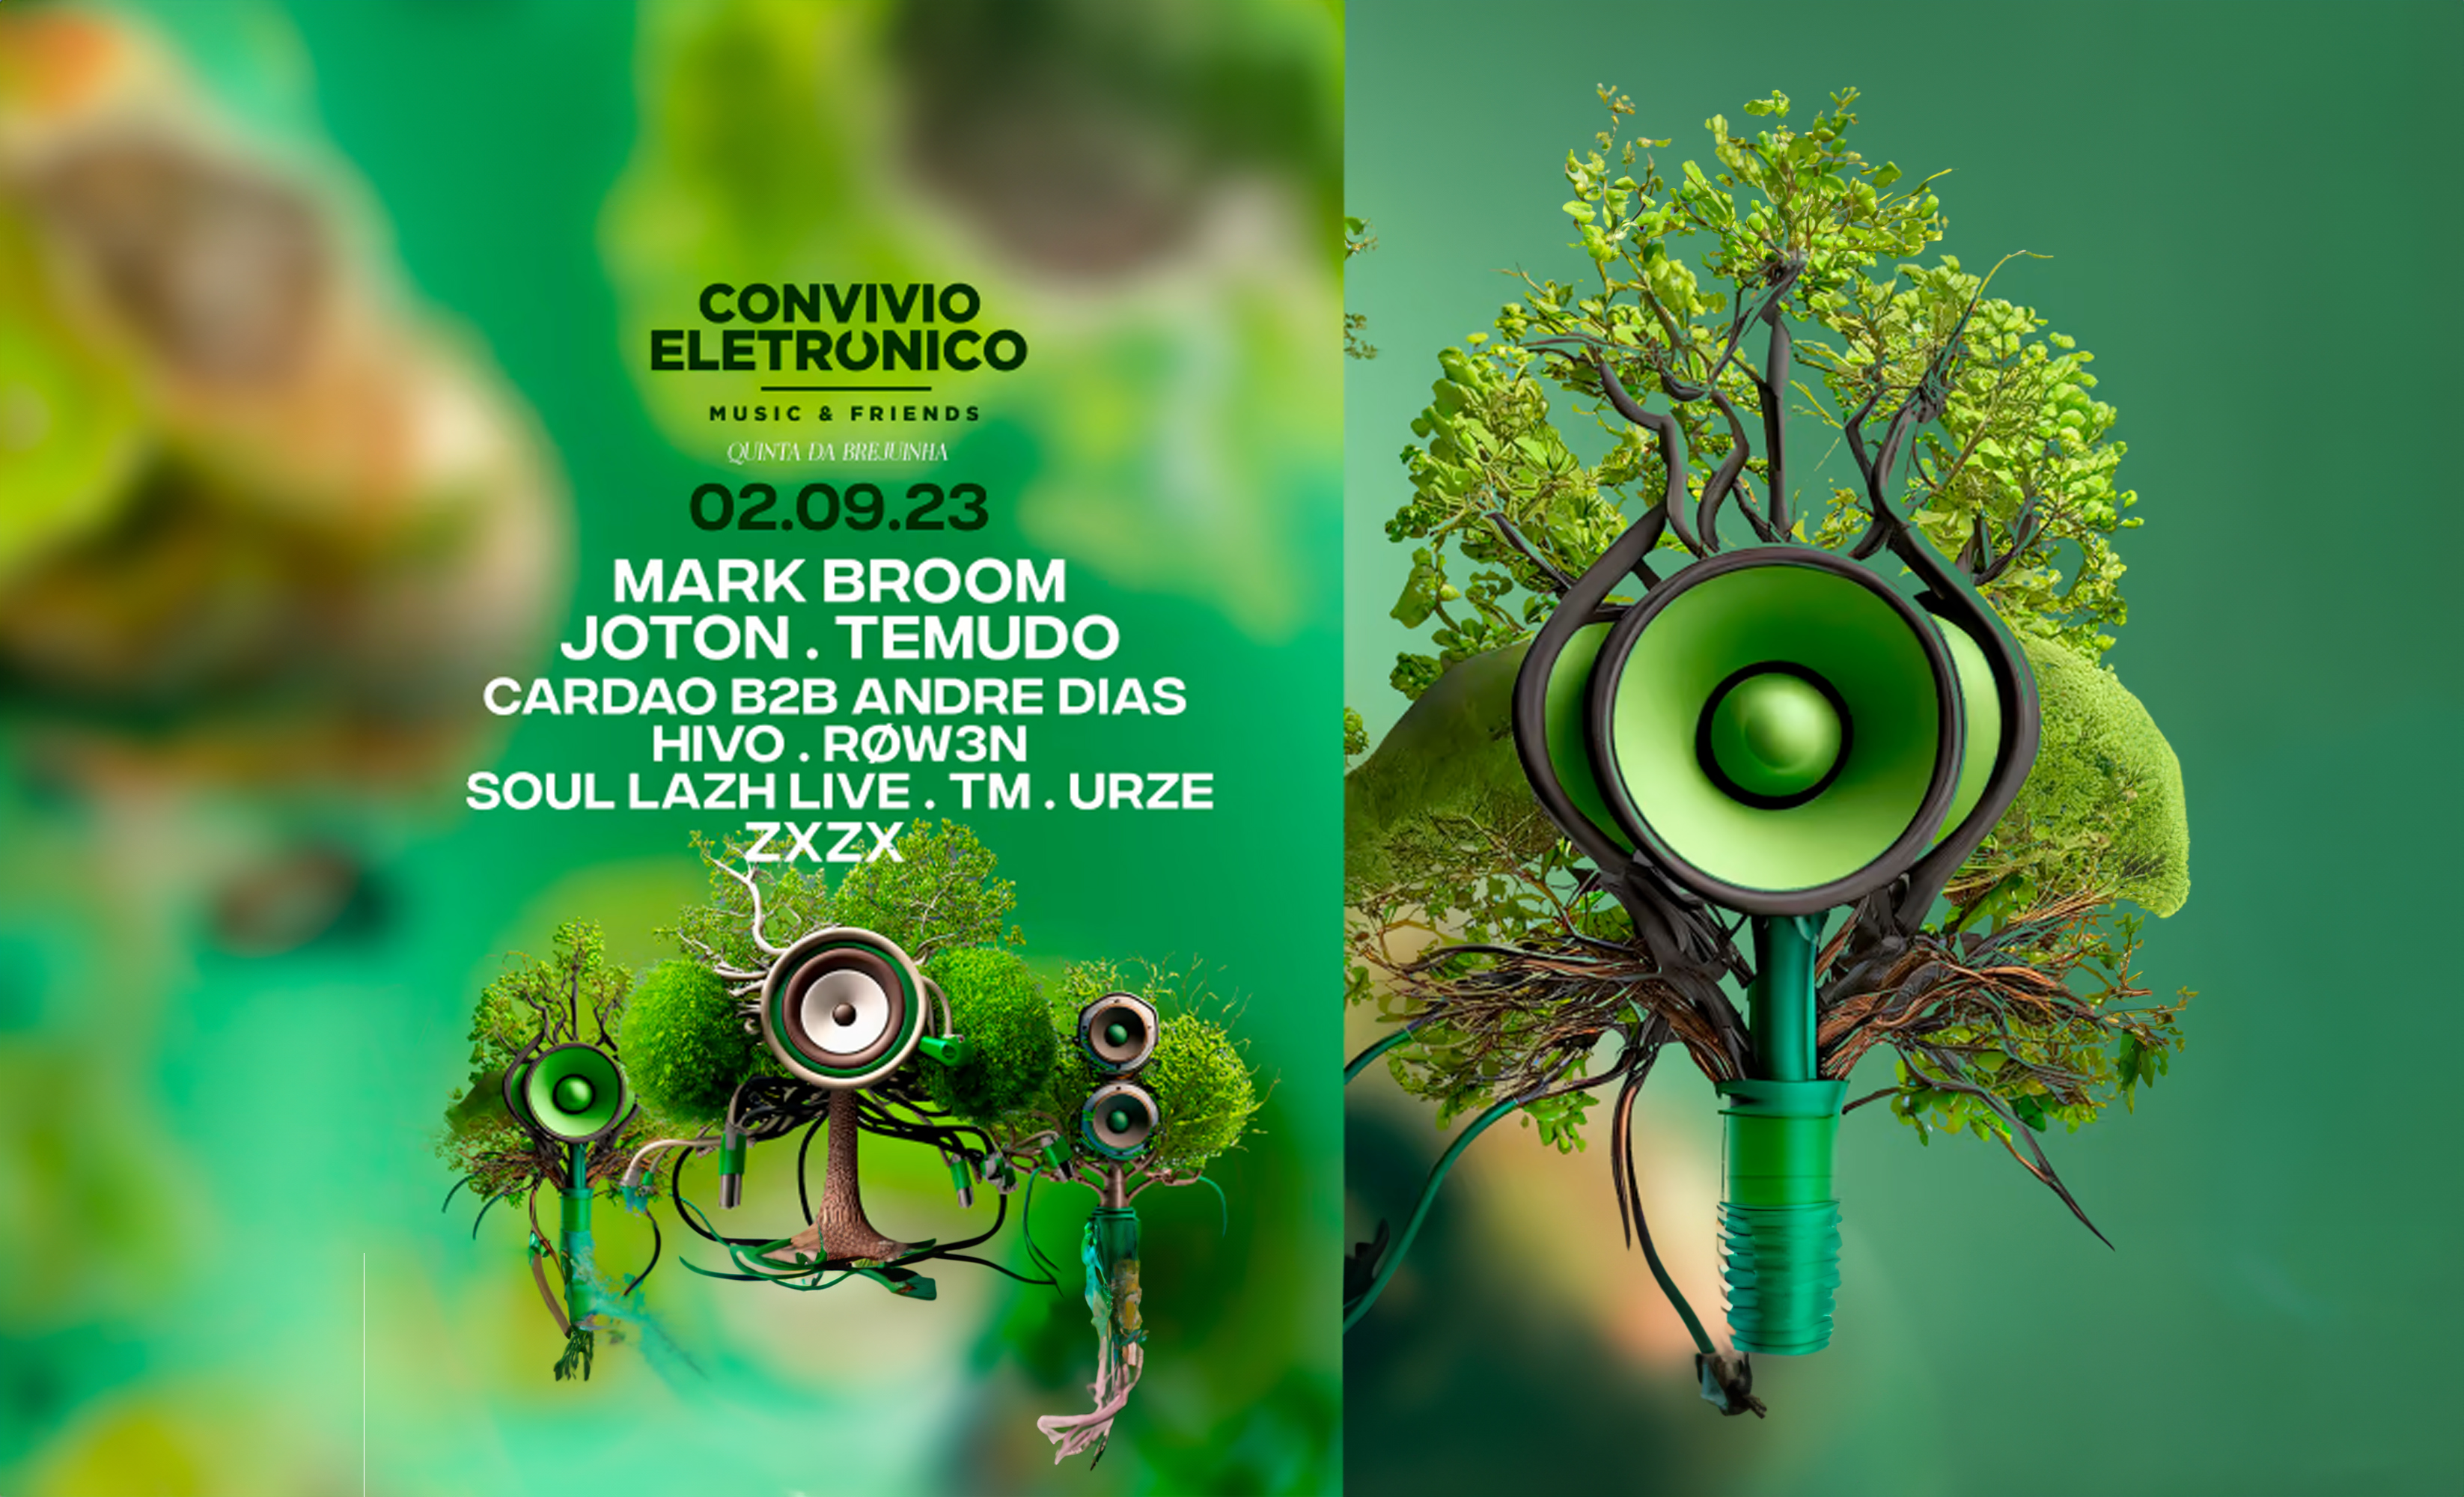 CONVIVIO
ELETRONICO
MUSIC & FRIENDS
QUINTA DA BREJUINHA
02.09.23
MARK BROOM
JOTON . TEMUDO
CARDAO B2B ANDRE DIAS
HIVO . RØW3N
SOUL LAZH LIVE . TM . URZE
ZXZX